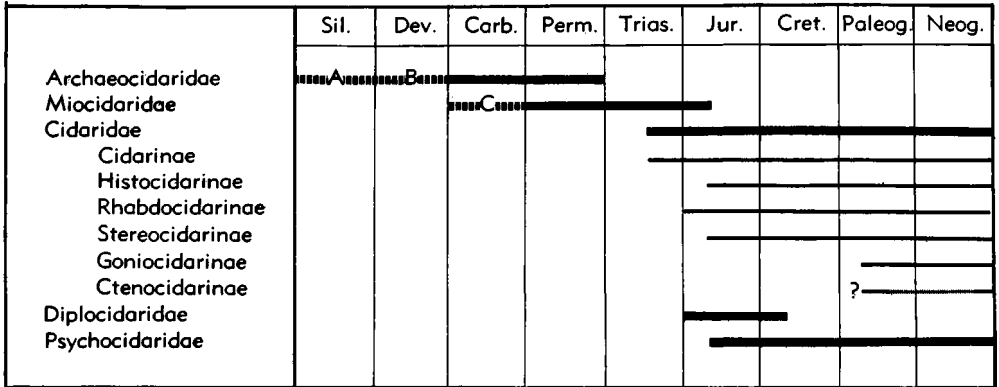 Sil. Dev. Carb. Perm. Trias. Jur. Cret. Paleog. Neog.
Archaeocidaridae A B
Miocidaridae C
Cidaridae
Cidarinae
Histocidarinae
Rhabdocidarinae
Stereocidarinae
Goniocidarinae
Ctenocidarinae ?
Diplocidaridae
Psychocidaridae